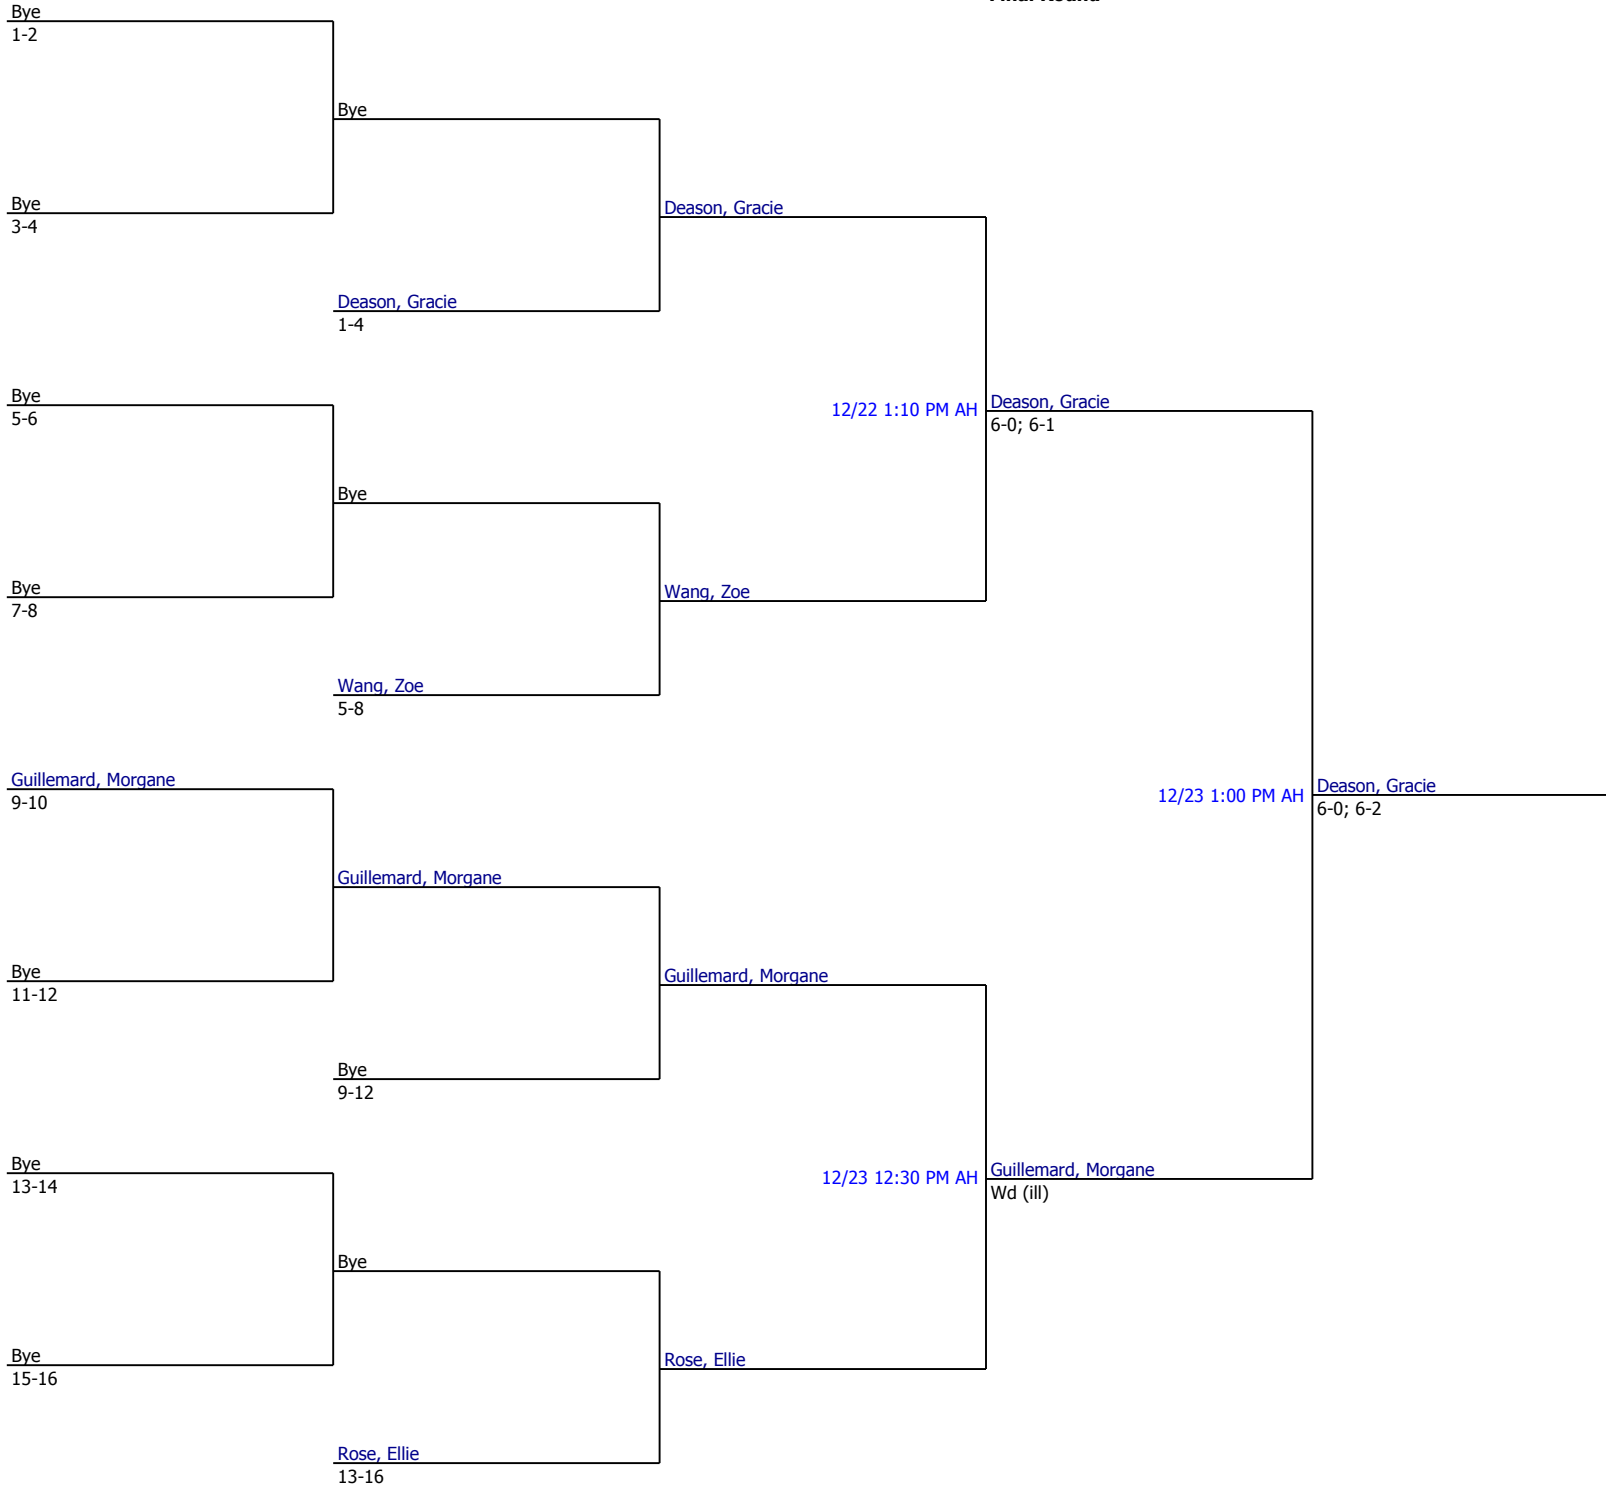 Final Round
Bye
1-2
Bye
Bye
3-4
Deason, Gracie
Deason, Gracie
1-4
Bye
5-6
12/22 1:10 PM AH
Deason, Gracie
6-0; 6-1
Bye
Bye
7-8
Wang, Zoe
Wang, Zoe
5-8
Guillemard, Morgane
9-10
12/23 1:00 PM AH
Deason, Gracie
6-0; 6-2
Guillemard, Morgane
Bye
11-12
Guillemard, Morgane
Bye
9-12
Bye
13-14
12/23 12:30 PM AH
Guillemard, Morgane
Wd (ill)
Bye
Bye
15-16
Rose, Ellie
Rose, Ellie
13-16